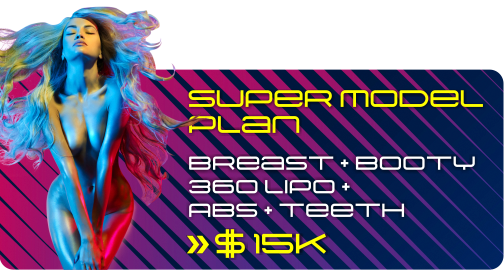 SUPER MODEL
PLAN
BREAST + BOOTY
360 LIPO +
ABS + TEETH
» $ 15K